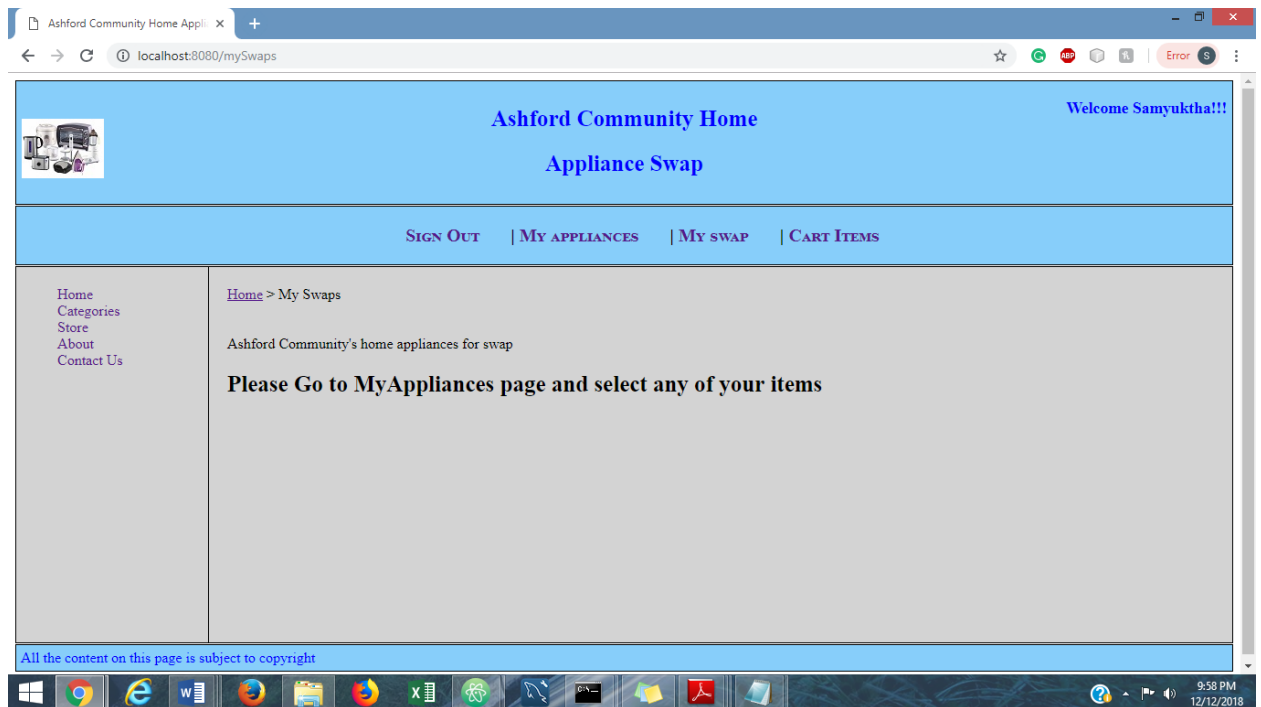 Ashford Community Home Appli
localhost:8080/mySwaps
ABP
Error S
Ashford Community Home
Appliance Swap
Welcome Samyuktha!!!
Sign Out | My appliances | My swap | Cart Items
Home
Categories
Store
About
Contact Us
Home > My Swaps
Ashford Community's home appliances for swap
Please Go to MyAppliances page and select any of your items
All the content on this page is subject to copyright
9:58 PM
12/12/2018